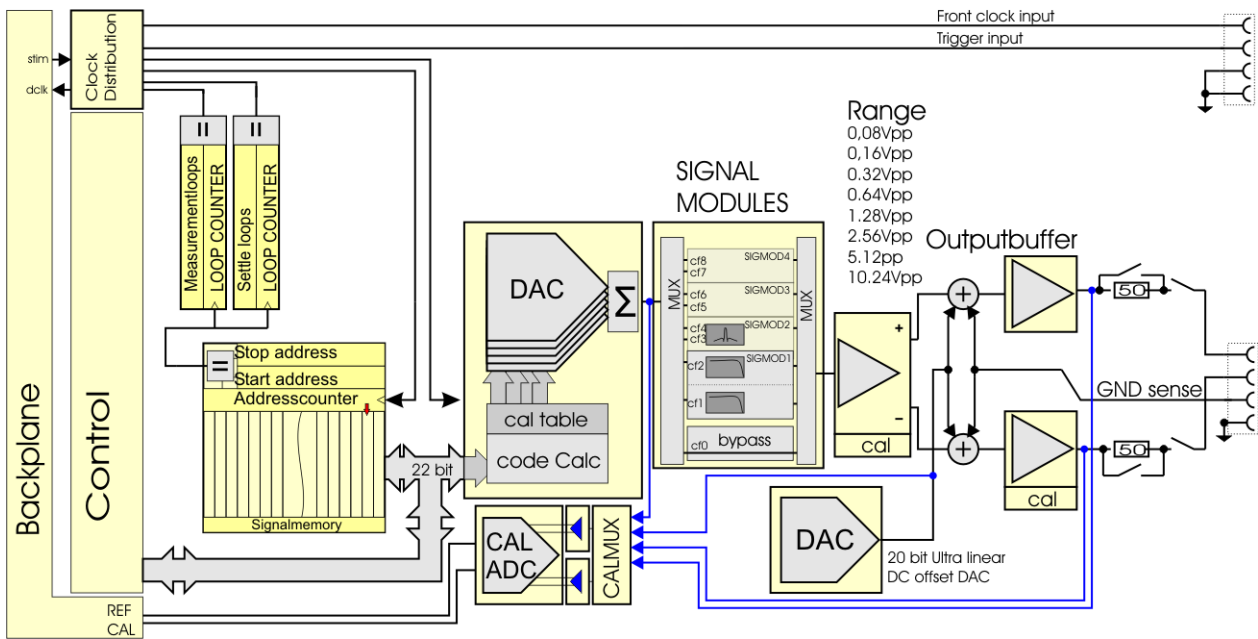 Front clock input
Trigger input
stim
dclk
Clock
Distribution
Backplane
Control
Measurementloops
LOOP COUNTER
Settle loops
LOOP COUNTER
=
=
=
Stop address
Start address
Addresscounter
Signalmemory
22 bit
DAC
Σ
cal table
code Calc
SIGNAL
MODULES
MUX
MUX
cf8
cf7
SIGMOD4
cf6
cf5
SIGMOD3
cf4
cf3
SIGMOD2
cf2
SIGMOD1
cf1
cf0
bypass
Range
0,08Vpp
0,16Vpp
0.32Vpp
0.64Vpp
1.28Vpp
2.56Vpp
5.12pp
10.24Vpp
+
−
cal
Outputbuffer
+
+
cal
50
50
GND sense
CAL
ADC
CALMUX
DAC
20 bit Ultra linear
DC offset DAC
REF
CAL